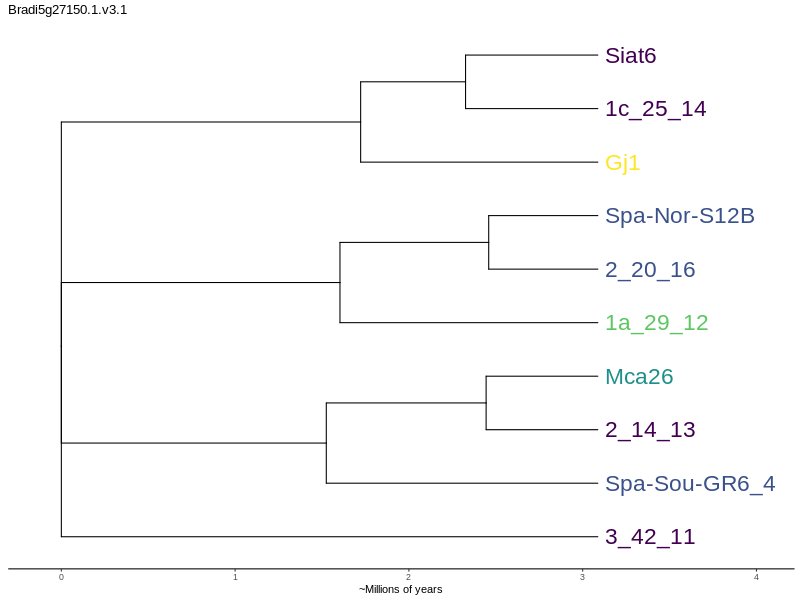 Bradi5g27150.1.v3.1
Siat6
1c_25_14
Gj1
Spa-Nor-S12B
2_20_16
1a_29_12
Mca26
2_14_13
Spa-Sou-GR6_4
3_42_11
0 1 2 3 4
~Millions of years